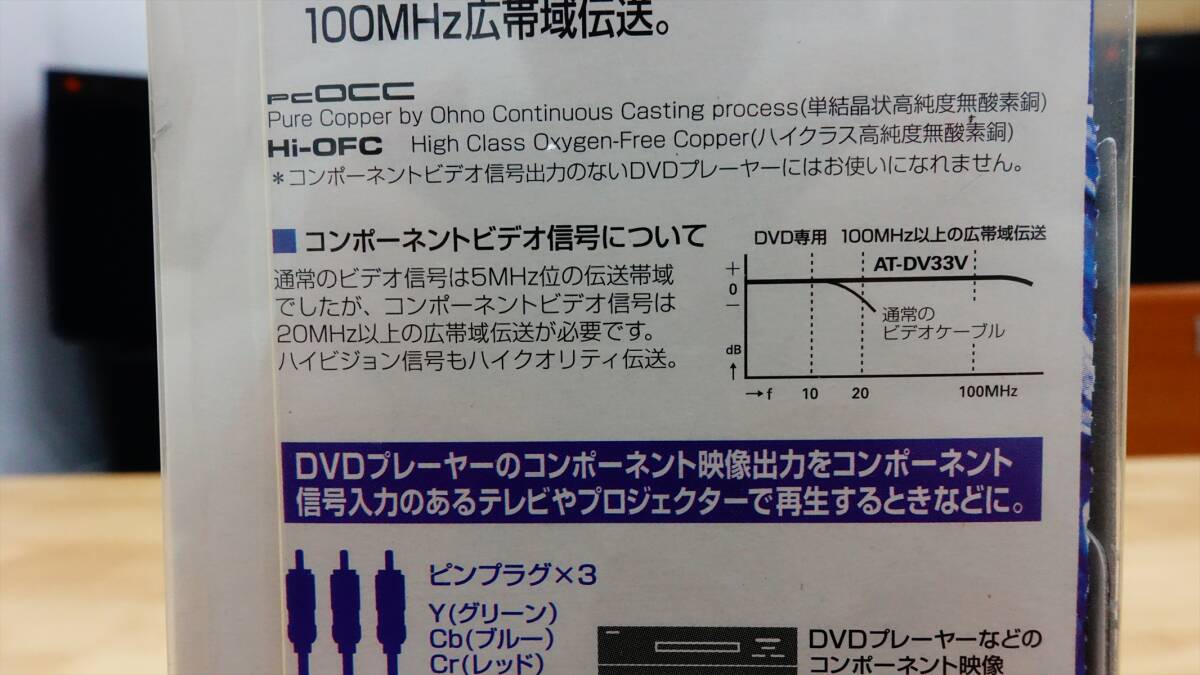 100MHz広帯域伝送。
PCOCC
Pure Copper by Ohno Continuous Casting process(単結晶状高純度無酸素銅)
Hi-OFC High Class Oxygen-Free Copper(ハイクラス高純度無酸素銅)
*コンポーネントビデオ信号出力のないDVDプレーヤーにはお使いになれません。
■ コンポーネントビデオ信号について
通常のビデオ信号は5MHz位の伝送帯域
でしたが、コンポーネントビデオ信号は
20MHz以上の広帯域伝送が必要です。
ハイビジョン信号もハイクオリティ伝送。
DVD専用 100MHz以上の広帯域伝送
AT-DV33V
+
0
−
通常の
ビデオケーブル
dB
↑
→f 10 20 100MHz
DVDプレーヤーのコンポーネント映像出力をコンポーネント
信号入力のあるテレビやプロジェクターで再生するときなどに。
ピンプラグ×3
Y(グリーン)
Cb(ブルー)
Cr(レッド)
DVDプレーヤーなどの
コンポーネント映像